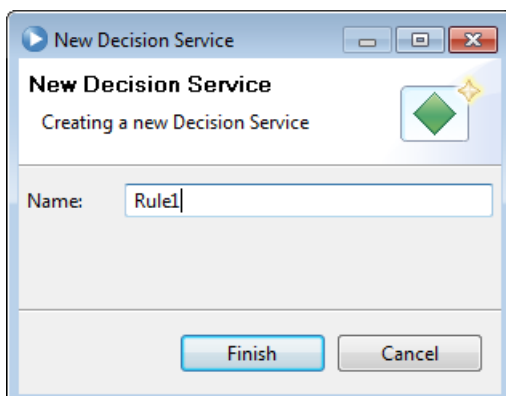 New Decision Service
New Decision Service
Creating a new Decision Service
Name: Rule1
Finish Cancel